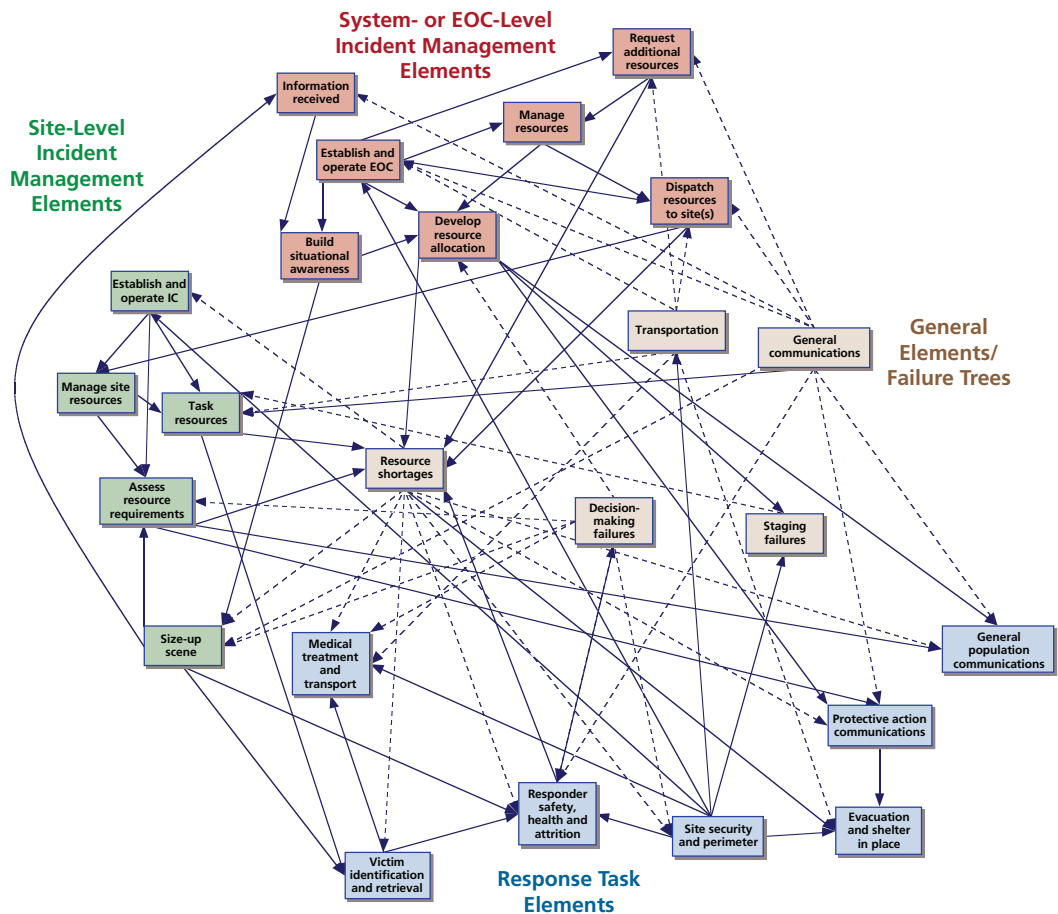 System- or EOC-Level
Incident Management
Elements
Request
additional
resources
Information
received
Manage
resources
Site-Level
Incident
Management
Elements
Establish and
operate EOC
Dispatch
resources
to site(s)
Develop
resource
allocation
Build
situational
awareness
Establish and
operate IC
Transportation
General
communications
General
Elements/
Failure Trees
Manage site
resources
Task
resources
Resource
shortages
Assess
resource
requirements
Decision-
making
failures
Staging
failures
Size-up
scene
Medical
treatment
and
transport
General
population
communications
Protective action
communications
Responder
safety,
health and
attrition
Site security
and perimeter
Evacuation
and shelter
in place
Victim
identification
and retrieval
Response Task
Elements